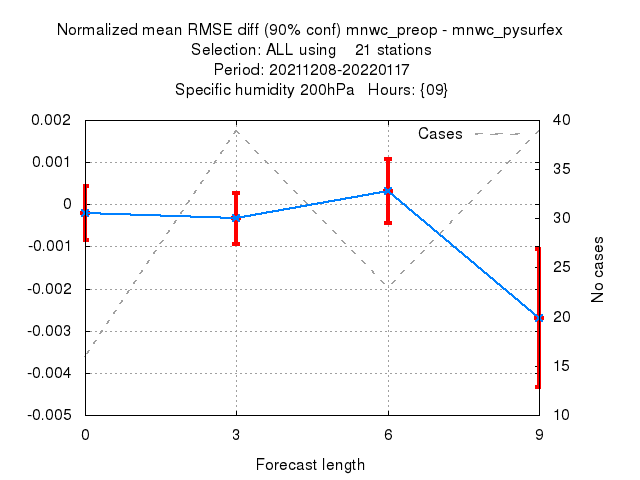 Normalized mean RMSE diff (90% conf) mnwc_preop - mnwc_pysurfex
Selection: ALL using    21 stations
Period: 20211208-20220117
Specific humidity 200hPa   Hours: {09}
0.002
0.001
0
-0.001
-0.002
-0.003
-0.004
-0.005
Cases
40
35
30
25
20
15
10
No cases
0 3 6 9
Forecast length